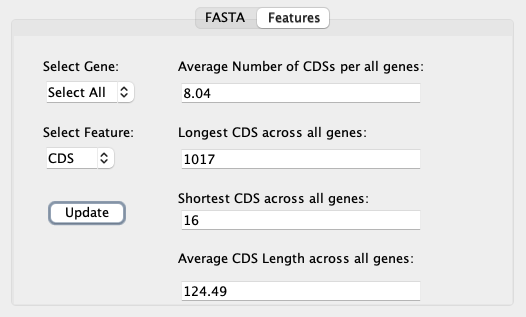 FASTA Features
Select Gene:
Select All
Select Feature:
CDS
Update
Average Number of CDSs per all genes:
8.04
Longest CDS across all genes:
1017
Shortest CDS across all genes:
16
Average CDS Length across all genes:
124.49